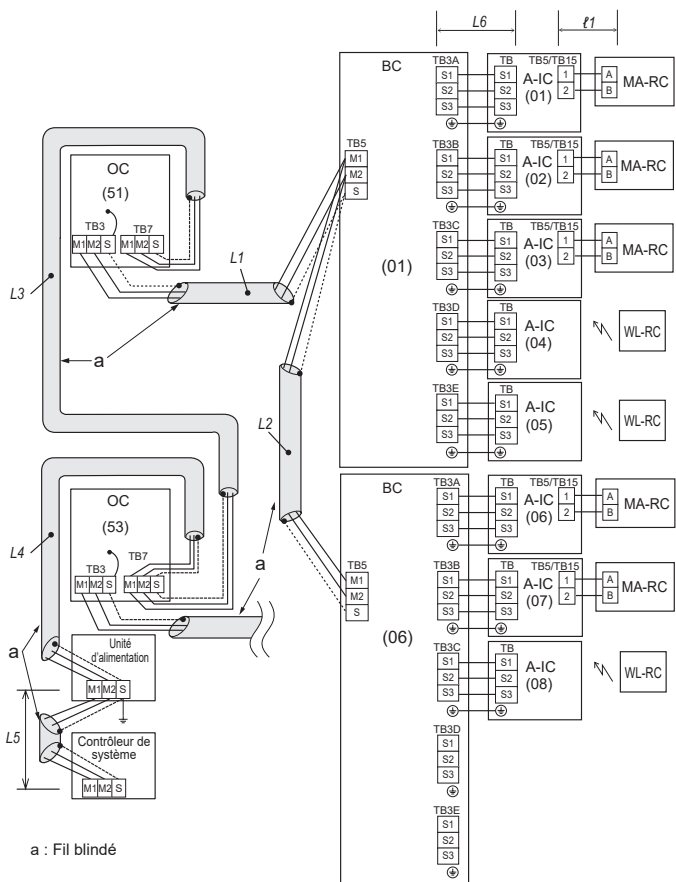 L6
ℓ1
BC
TB3A
TB
TB5/TB15
S1
S1
A-IC
1
A
MA-RC
S2
S2
(01)
2
B
S3
S3
TB3B
TB
TB5/TB15
S1
S1
A-IC
1
A
MA-RC
S2
S2
(02)
2
B
S3
S3
TB3C
TB
TB5/TB15
S1
S1
A-IC
1
A
MA-RC
S2
S2
(03)
2
B
S3
S3
TB3D
TB
S1
S1
A-IC
WL-RC
S2
S2
(04)
S3
S3
TB3E
TB
S1
S1
A-IC
WL-RC
S2
S2
(05)
S3
S3
TB5
M1
M2
S
(01)
OC
(51)
TB3
TB7
M1 M2 S
M1 M2 S
L1
L3
a
L2
BC
TB3A
TB
TB5/TB15
S1
S1
A-IC
1
A
MA-RC
S2
S2
(06)
2
B
S3
S3
TB3B
TB
TB5/TB15
S1
S1
A-IC
1
A
MA-RC
S2
S2
(07)
2
B
S3
S3
TB3C
TB
S1
S1
A-IC
WL-RC
S2
S2
(08)
S3
S3
TB3D
S1
S2
S3
TB3E
S1
S2
S3
TB5
M1
M2
S
(06)
OC
(53)
TB3
TB7
M1 M2 S
M1 M2 S
L4
a
a
Unité
d'alimentation
M1 M2 S
L5
Contrôleur de
système
M1 M2 S
a : Fil blindé